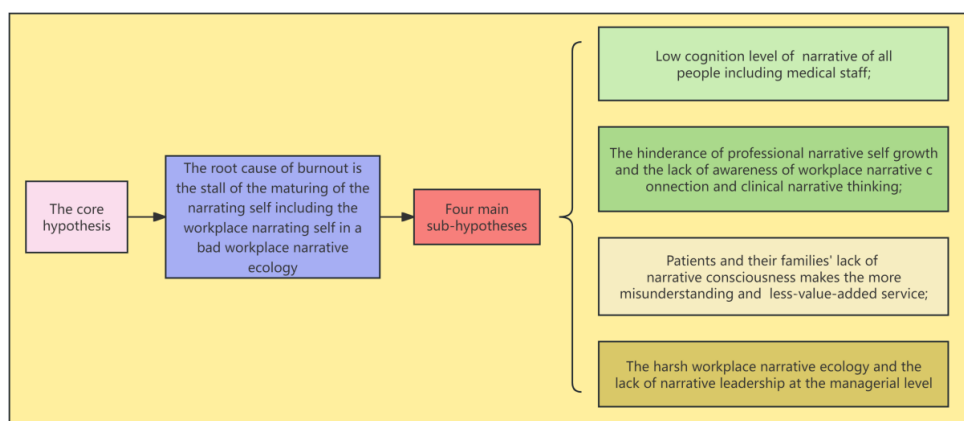 The core
hypothesis
The root cause of burnout is
the stall of the maturing of the
narrating self including the
workplace narrating self in a
bad workplace narrative
ecology
Four main
sub-hypotheses
Low cognition level of  narrative of all
people including medical staff;
The hinderance of professional narrative self growth
and the lack of awareness of workplace narrative c
onnection and clinical narrative thinking;
Patients and their families' lack of
narrative consciousness makes the more
misunderstanding and  less-value-added service;
The harsh workplace narrative ecology and the
lack of narrative leadership at the managerial level